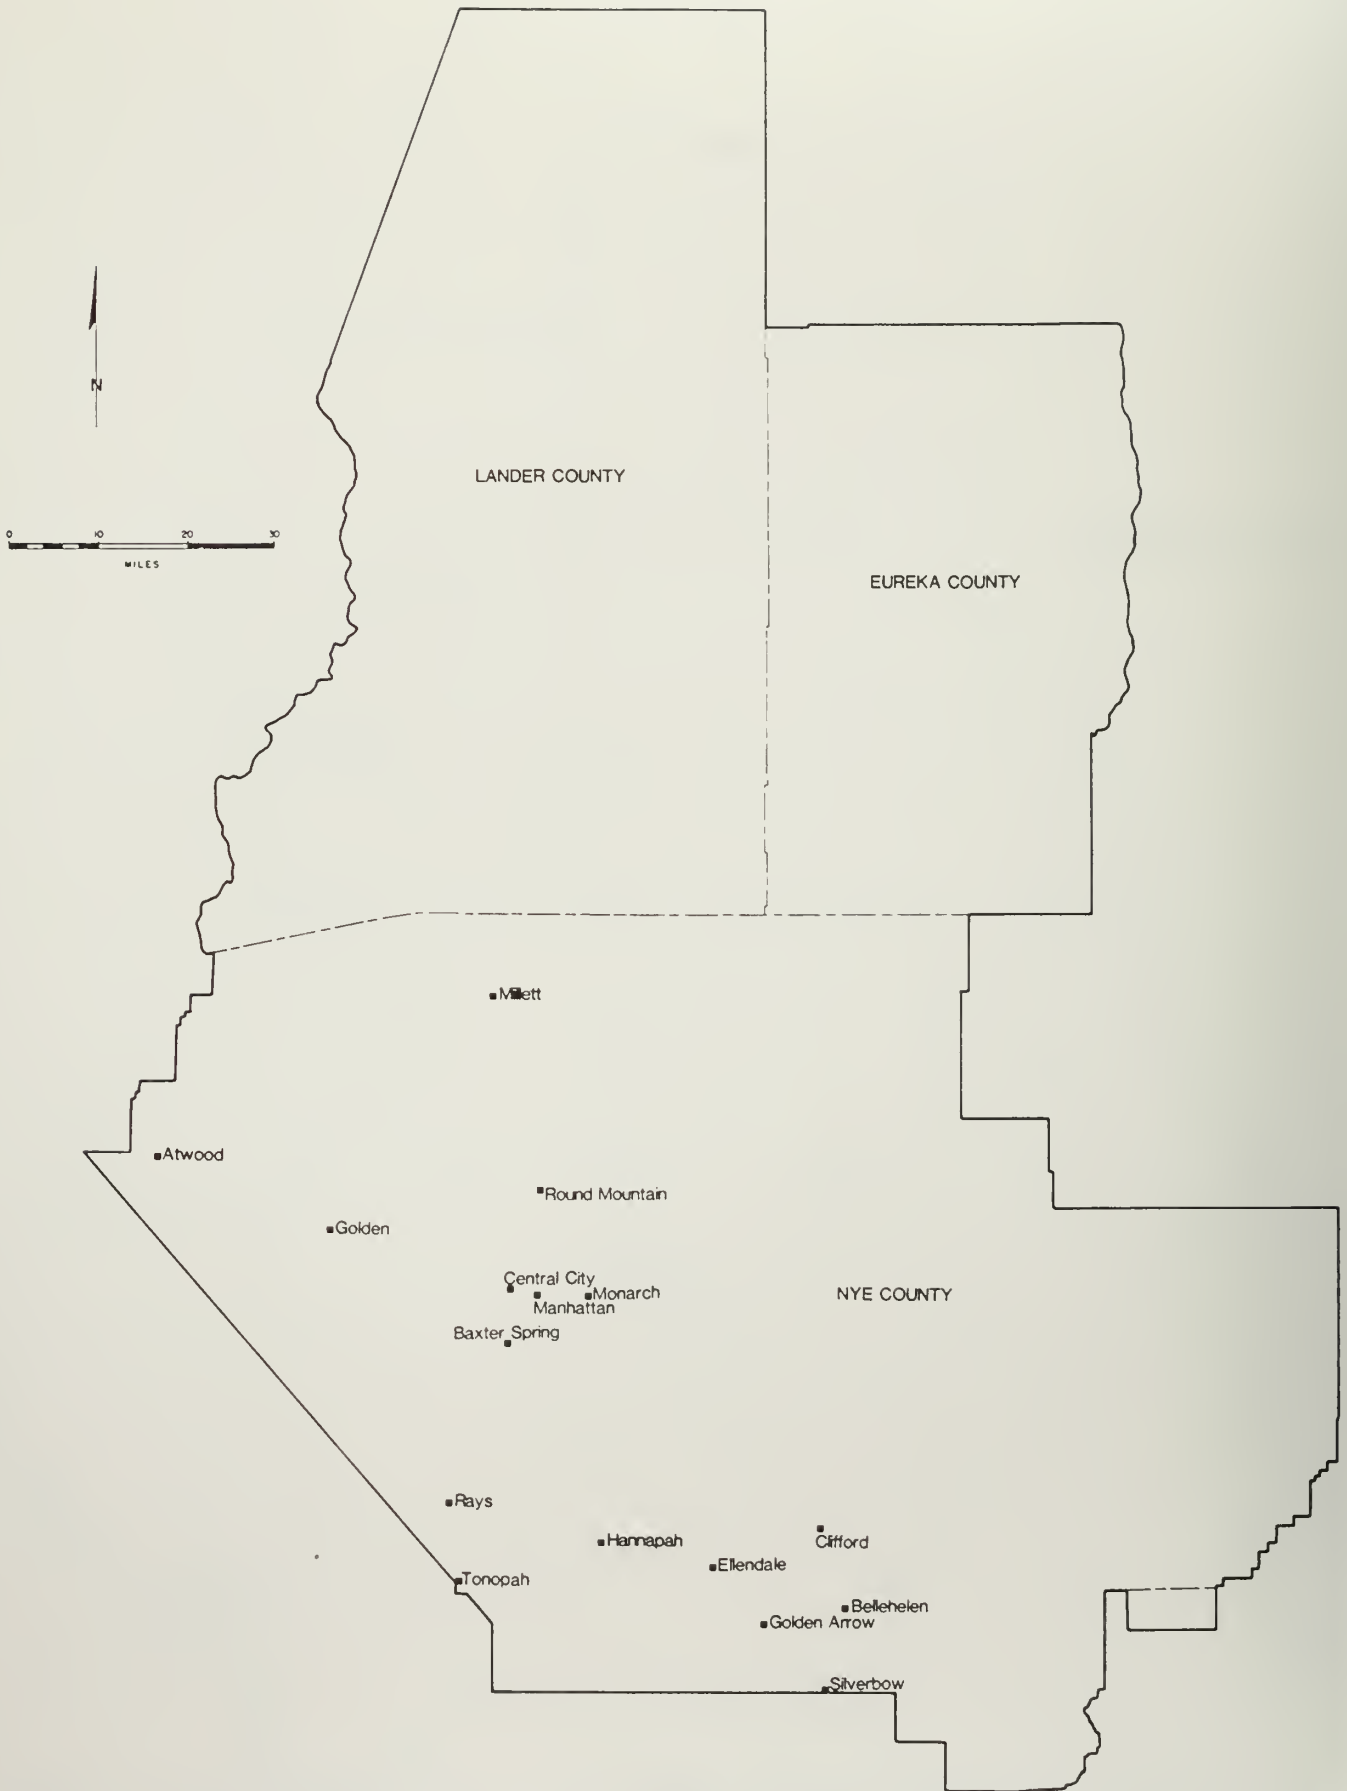 N
LANDER COUNTY
0 10 20 30
MILES
EUREKA COUNTY
Atwood
Round Mountain
Golden
Central City
Monarch
Manhattan
NYE COUNTY
Baxter Spring
Rays
Hannapah
Clifford
Ellendale
Tonopah
Bellehelen
Golden Arrow
Silverbow